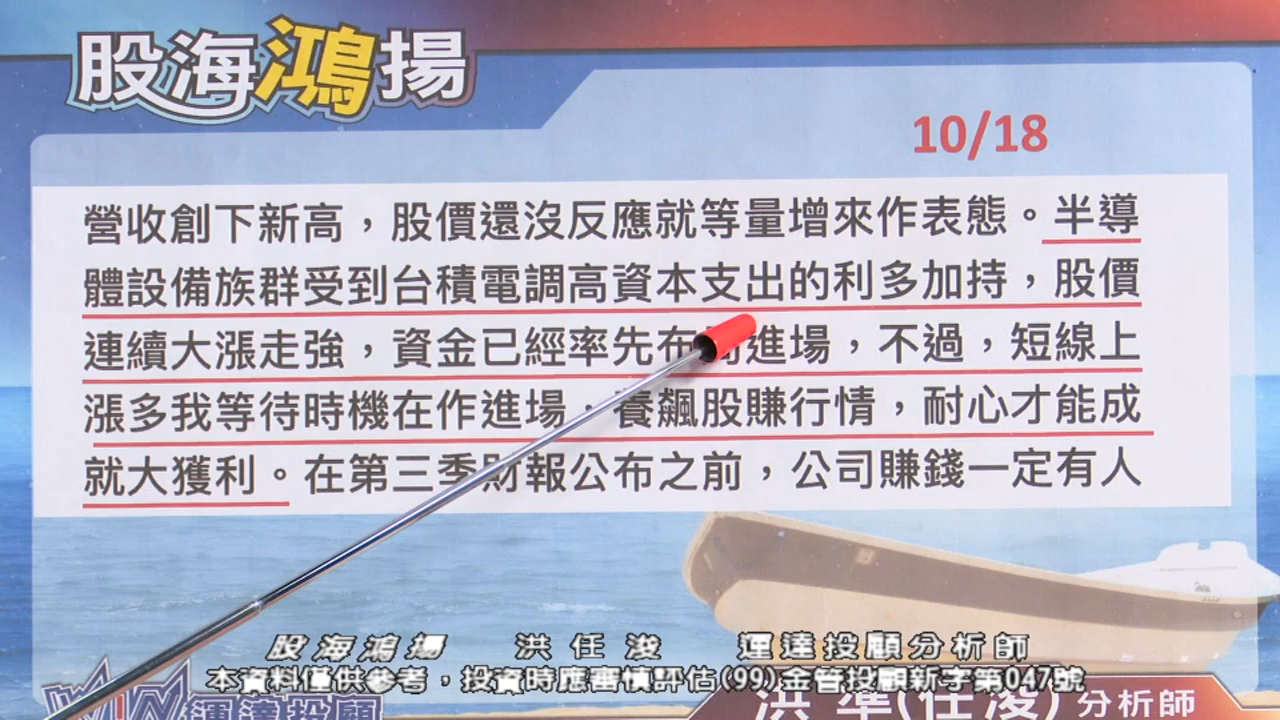 股海鴻揚
10/18
營收創下新高，股價還沒反應就等量增來作表態。半導
體設備族群受到台積電調高資本支出的利多加持，股價
連續大漲走強，資金已經率先布 進場，不過，短線上
漲多我等待時機在作進場，養飆股賺行情，耐心才能成
就大獲利。在第三季財報公布之前，公司賺錢一定有人
股海鴻揚 洪任浚 運達投顧分析師
本資料僅供參考，投資時應審慎評估(99)金管投顧新字第047號
WIN 運達投顧
洪準(任浚)分析師